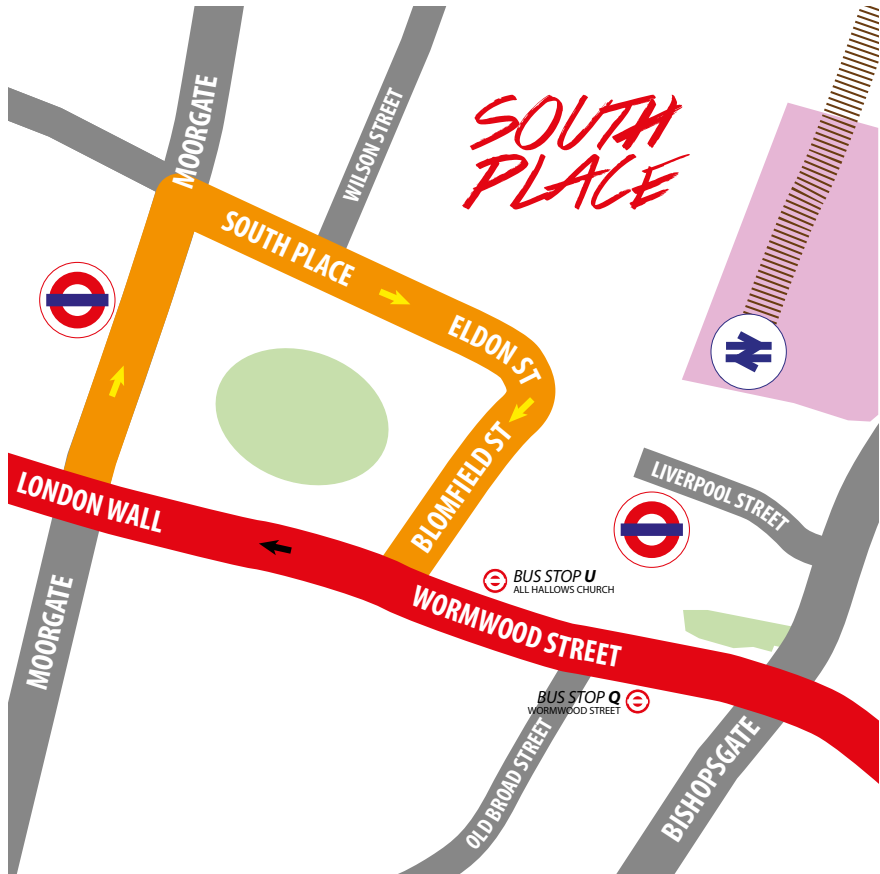 MOORGATE
WILSON STREET
SOUTH
PLACE
SOUTH PLACE
ELDON ST
BLOMFIELD ST
LIVERPOOL STREET
LONDON WALL
BUS STOP U
ALL HALLOWS CHURCH
WORMWOOD STREET
MOORGATE
BUS STOP Q
WORMWOOD STREET
OLD BROAD STREET
BISHOPSGATE